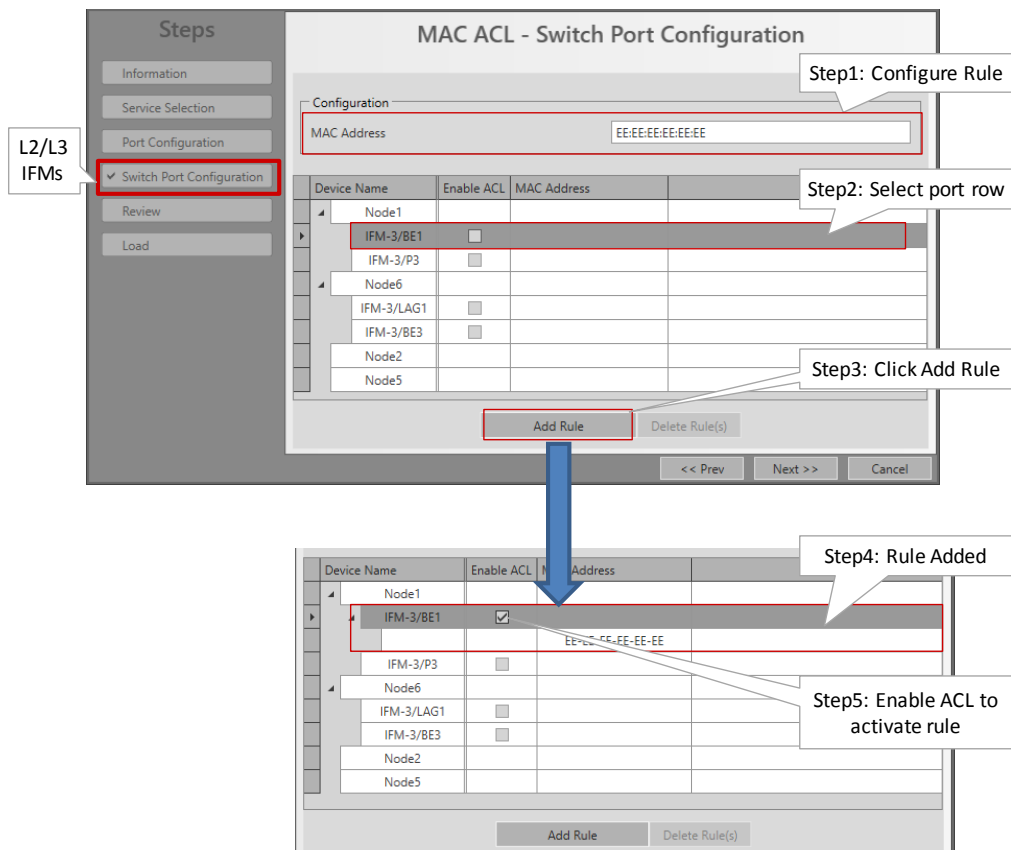 Steps
MAC ACL - Switch Port Configuration
Information
Service Selection
Port Configuration
Switch Port Configuration
Review
Load
L2/L3
IFMs
Step1: Configure Rule
Configuration
MAC Address EE:EE:EE:EE:EE:EE
Step2: Select port row
Device Name Enable ACL MAC Address
Node1
IFM-3/BE1
IFM-3/P3
Node6
IFM-3/LAG1
IFM-3/BE3
Node2
Node5
Step3: Click Add Rule
Add Rule Delete Rule(s)
<< Prev Next >> Cancel
Step4: Rule Added
Device Name Enable ACL Address
Node1
IFM-3/BE1
EE-EE-EE-EE-EE-EE
IFM-3/P3
Node6
IFM-3/LAG1
IFM-3/BE3
Node2
Node5
Step5: Enable ACL to
activate rule
Add Rule Delete Rule(s)